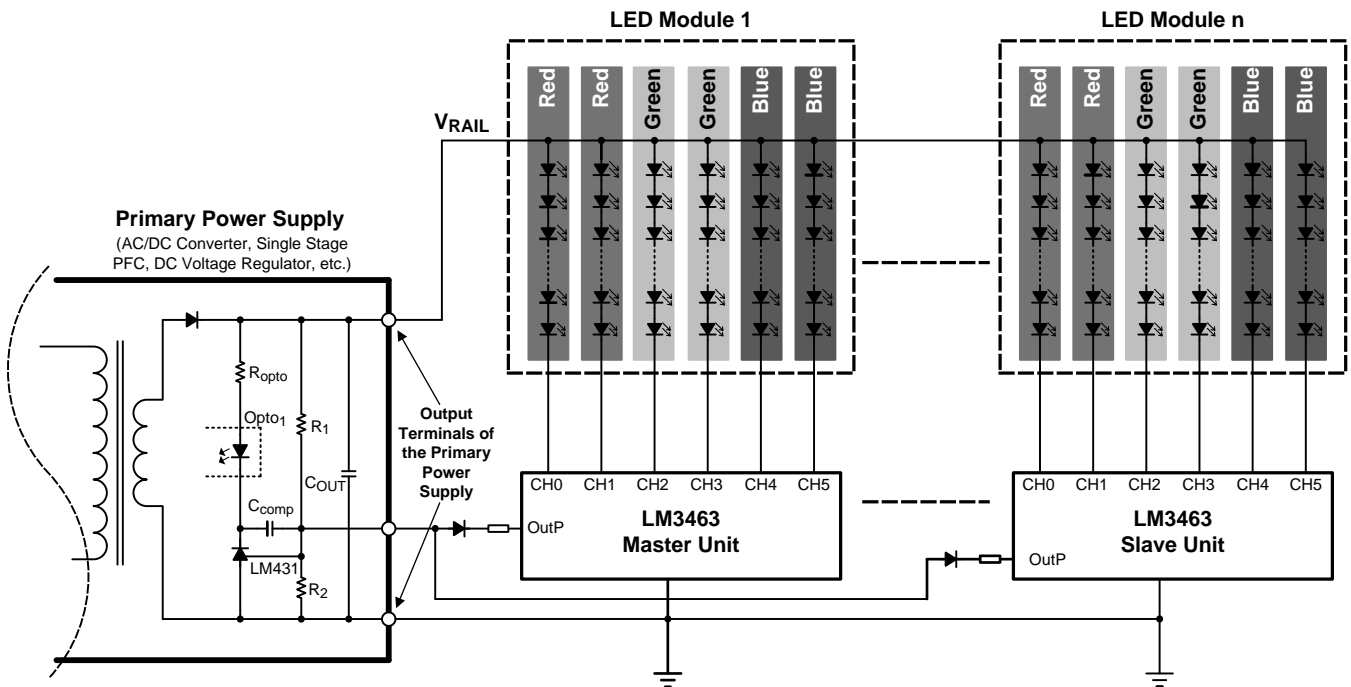 LED Module 1
LED Module n
Red
Red
Green
Green
Blue
Blue
Red
Red
Green
Green
Blue
Blue
VRAIL
Primary Power Supply
(AC/DC Converter, Single Stage
PFC, DC Voltage Regulator, etc.)
Ropto
Opto1
R1
COUT
Ccomp
LM431
R2
Output
Terminals of
the Primary
Power
Supply
CH0 CH1 CH2 CH3 CH4 CH5
OutP
LM3463
Master Unit
CH0 CH1 CH2 CH3 CH4 CH5
LM3463
Slave Unit
OutP